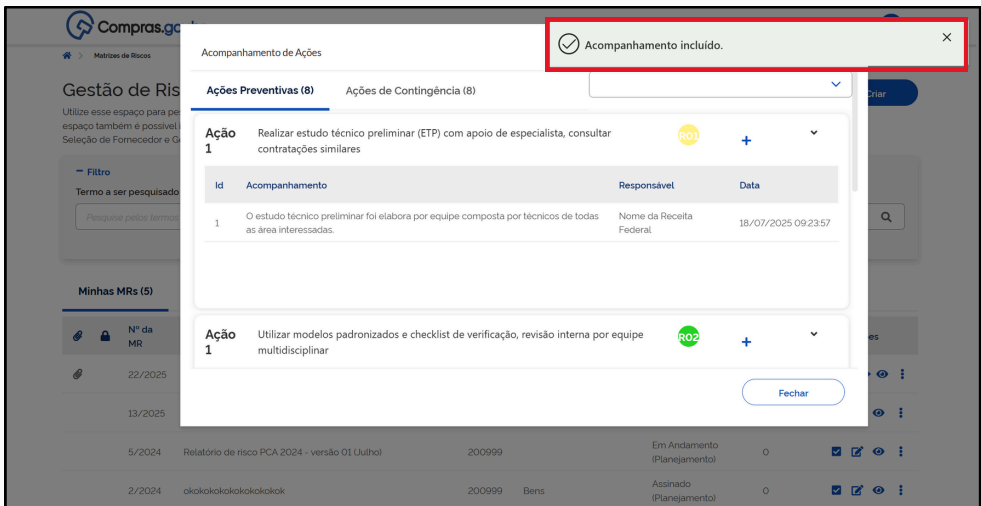 Compras.go
Matrizes de Riscos
Acompanhamento de Ações
Acompanhamento incluído.
Gestão de Ris
Criar
Utilize esse espaço para pe
espaço também é possível
Seleção de Fornecedor e G
Ações Preventivas (8)
Ações de Contingência (8)
Ação 1
Realizar estudo técnico preliminar (ETP) com apoio de especialista, consultar
contratações similares
RO1
Id Acompanhamento Responsável Data
1 O estudo técnico preliminar foi elabora por equipe composta por técnicos de todas
as área interessadas.
Nome da Receita
Federal
18/07/2025 09:23:57
Filtro
Termo a ser pesquisado
Pesquise pelos termos
Minhas MRs (5)
Nº da
MR
es
Ação 1
Utilizar modelos padronizados e checklist de verificação, revisão interna por equipe
multidisciplinar
RO2
Fechar
22/2025
13/2025
5/2024 Relatório de risco PCA 2024 - versão 01 (Julho) 200999 Em Andamento
(Planejamento) 0
2/2024 okokokokokokokokok 200999 Bens Assinado
(Planejamento) 0